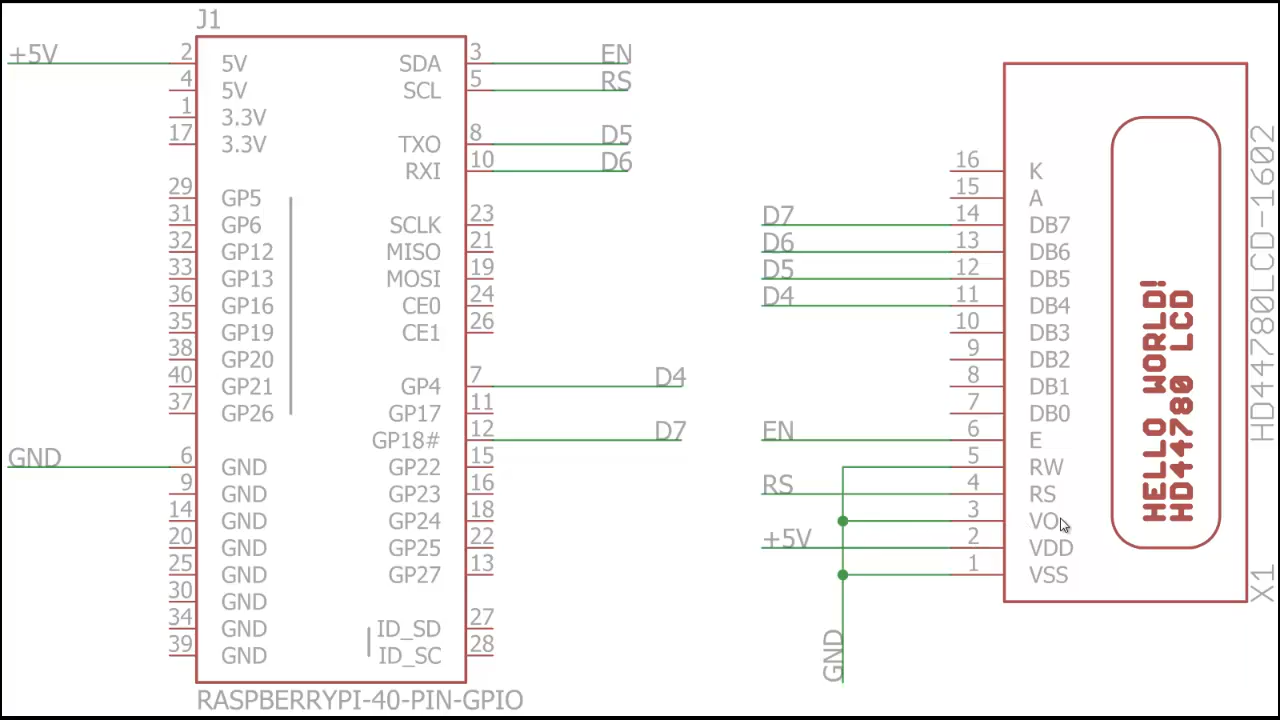 J1
+5V 2 5V SDA 3 EN
4 5V SCL 5 RS
1 3.3V
17 3.3V TXO 8 D5
RXI 10 D6
29 GP5
31 GP6 SCLK 23
32 GP12 MISO 21
33 GP13 MOSI 19
36 GP16 CE0 24
35 GP19 CE1 26
38 GP20
40 GP21 GP4 7 D4
37 GP26 GP17 11
GP18# 12 D7
GND 6 GND GP22 15
9 GND GP23 16
14 GND GP24 18
20 GND GP25 22
25 GND GP27 13
30 GND
34 GND ID_SD 27
39 GND ID_SC 28
RASPBERRYPI-40-PIN-GPIO
16 K
15 A
D7 14 DB7
D6 13 DB6
D5 12 DB5
D4 11 DB4
10 DB3
9 DB2
8 DB1
7 DB0
EN 6 E
5 RW
RS 4 RS
3 VO
+5V 2 VDD
1 VSS
GND
HELLO WORLD!
HD44780 LCD
HD44780LCD-1602
X1